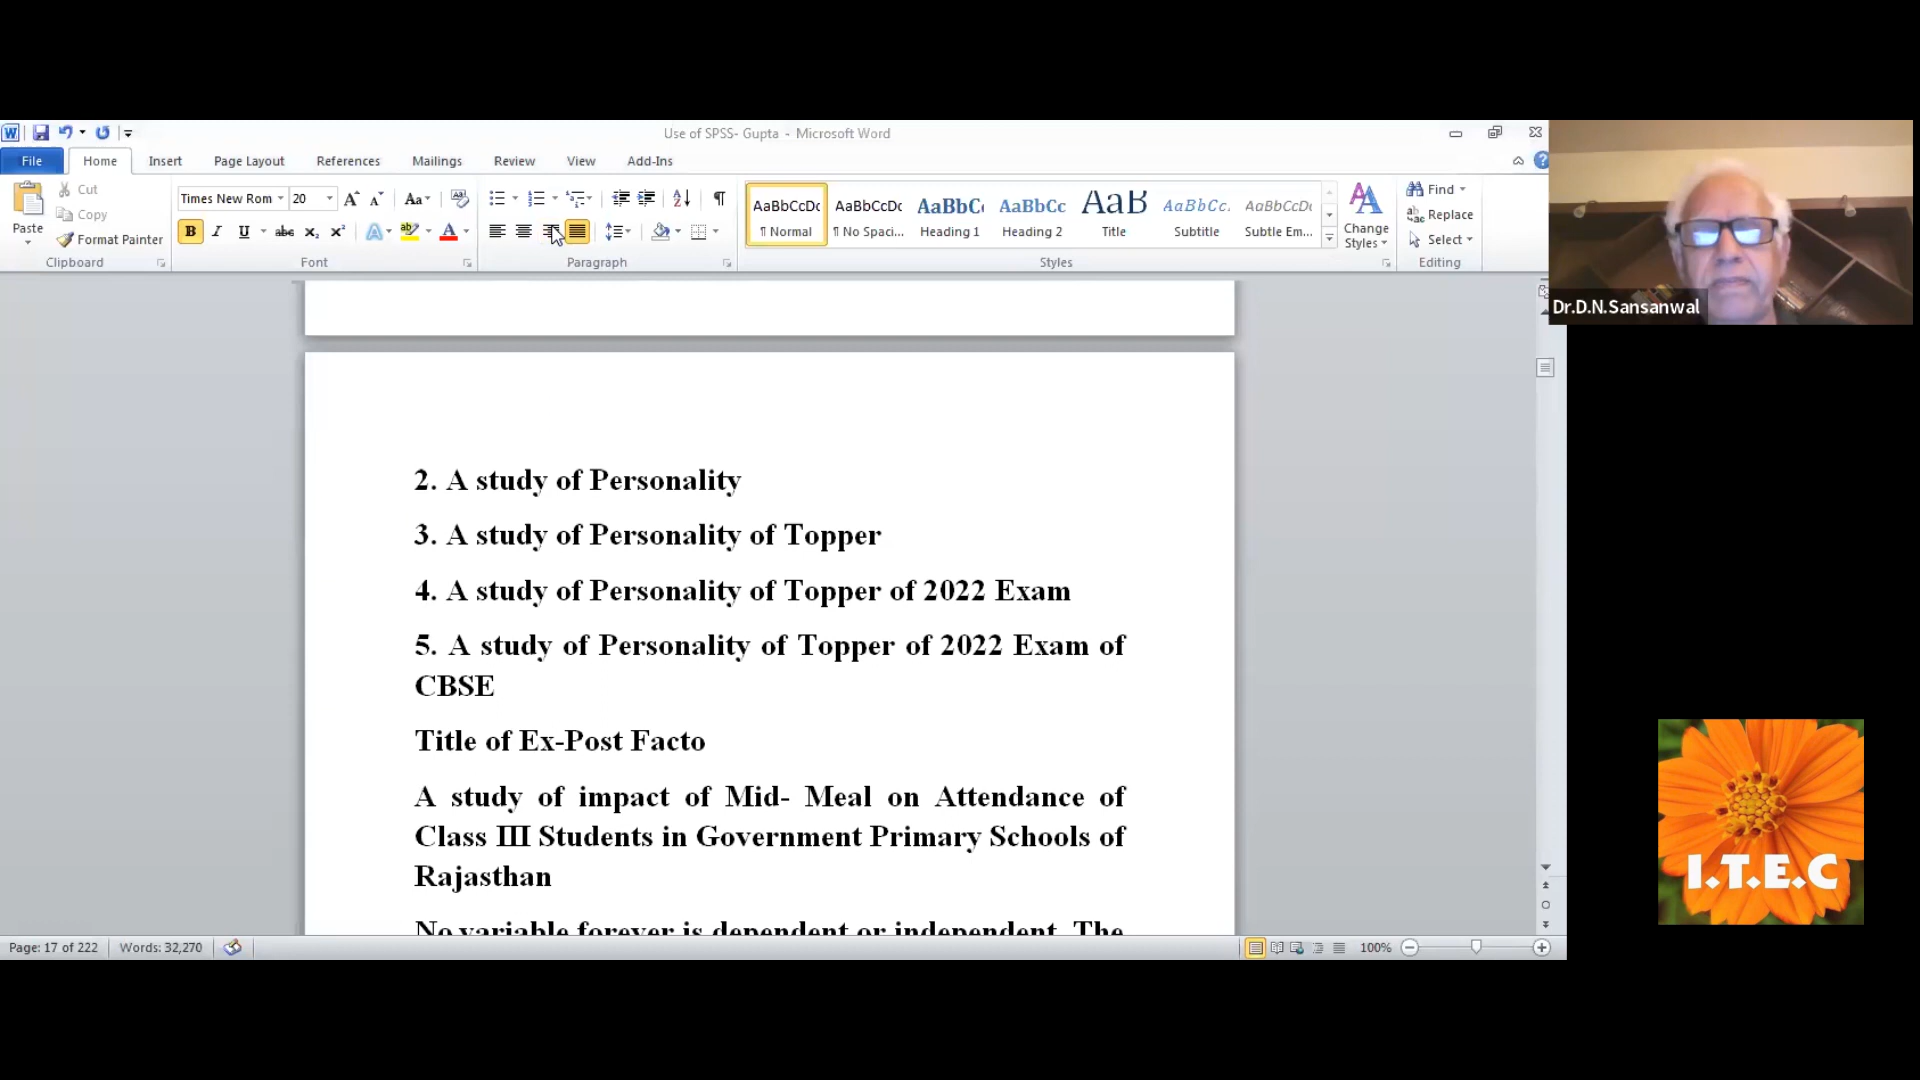 Use of SPSS- Gupta - Microsoft Word
File Home Insert Page Layout References Mailings Review View Add-Ins
Paste
Cut
Copy
Format Painter
Clipboard
Times New Rom 20
Font
Paragraph
AaBbCcDc AaBbCcDc AaBbC AaBbCc AaB AaBbCc. AaBbCcDc
¶ Normal ¶ No Spaci... Heading 1 Heading 2 Title Subtitle Subtle Em...
Change
Styles
Styles
Find
Replace
Select
Editing
Dr.D.N.Sansanwal
2. A study of Personality
3. A study of Personality of Topper
4. A study of Personality of Topper of 2022 Exam
5. A study of Personality of Topper of 2022 Exam of
CBSE
Title of Ex-Post Facto
A study of impact of Mid- Meal on Attendance of
Class III Students in Government Primary Schools of
Rajasthan
No variable forever is dependent or independent. The
I.T.E.C
Page: 17 of 222 Words: 32,270
100%